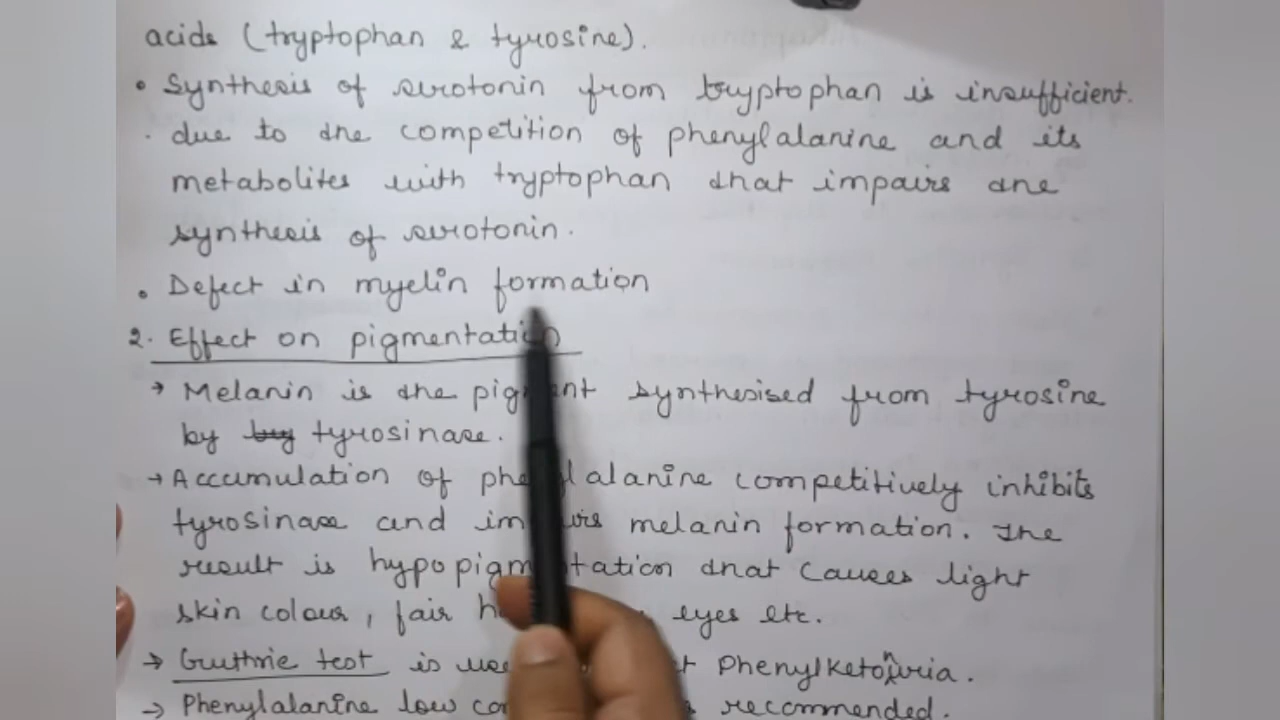 acids (tryptophan & tyrosine).
• Synthesis of serotonin from tryptophan is insufficient.
due to the competition of phenylalanine and its
metabolites with tryptophan that impairs the
synthesis of serotonin.
• Defect in myelin formation
2. Effect on pigmentation
→ Melanin is the pigment synthesised from tyrosine
by by tyrosinase.
→ Accumulation of phenylalanine competitively inhibits
tyrosinase and impairs melanin formation. The
result is hypopigmentation that causes light
skin colour, fair eyes etc.
→ Guthrie test is Phenylketonuria.
→ Phenylalanine low recommended.